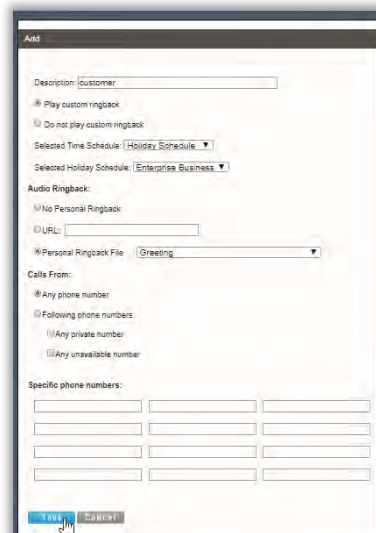 Add
Description: customer
Play custom ringback
Do not play custom ringback
Selected Time Schedule: Holiday Schedule
Selected Holiday Schedule: Enterprise Business
Audio Ringback:
No Personal Ringback
URL:
Personal Ringback File Greeting
Calls From:
Any phone number
Following phone numbers:
Any private number
Any unavailable number
Specific phone numbers:
Save Cancel